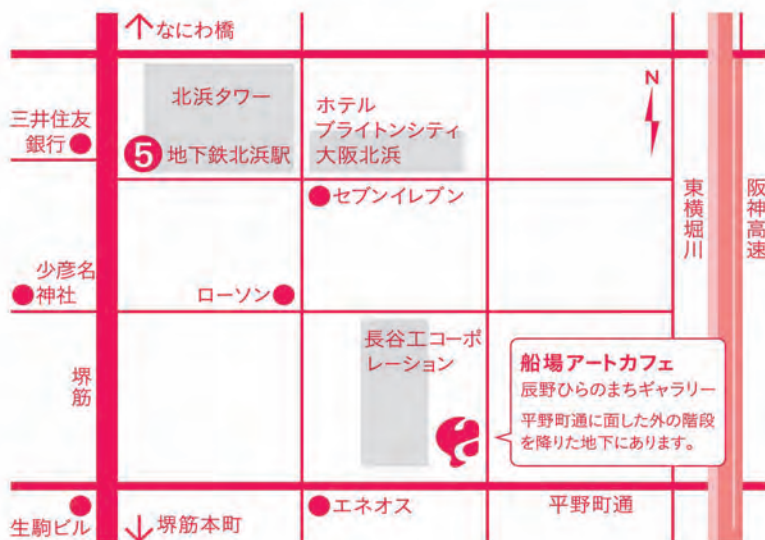 なにわ橋
北浜タワー
N
ホテル
ブライトンシティ
大阪北浜
三井住友
銀行
5 地下鉄北浜駅
セブンイレブン
東横堀川
阪神高速
少彦名
神社
ローソン
長谷工コーポ
レーション
船場アートカフェ
辰野ひらのまちギャラリー
平野町通に面した外の階段
を降りた地下にあります。
堺筋
a
エネオス
平野町通
生駒ビル
堺筋本町